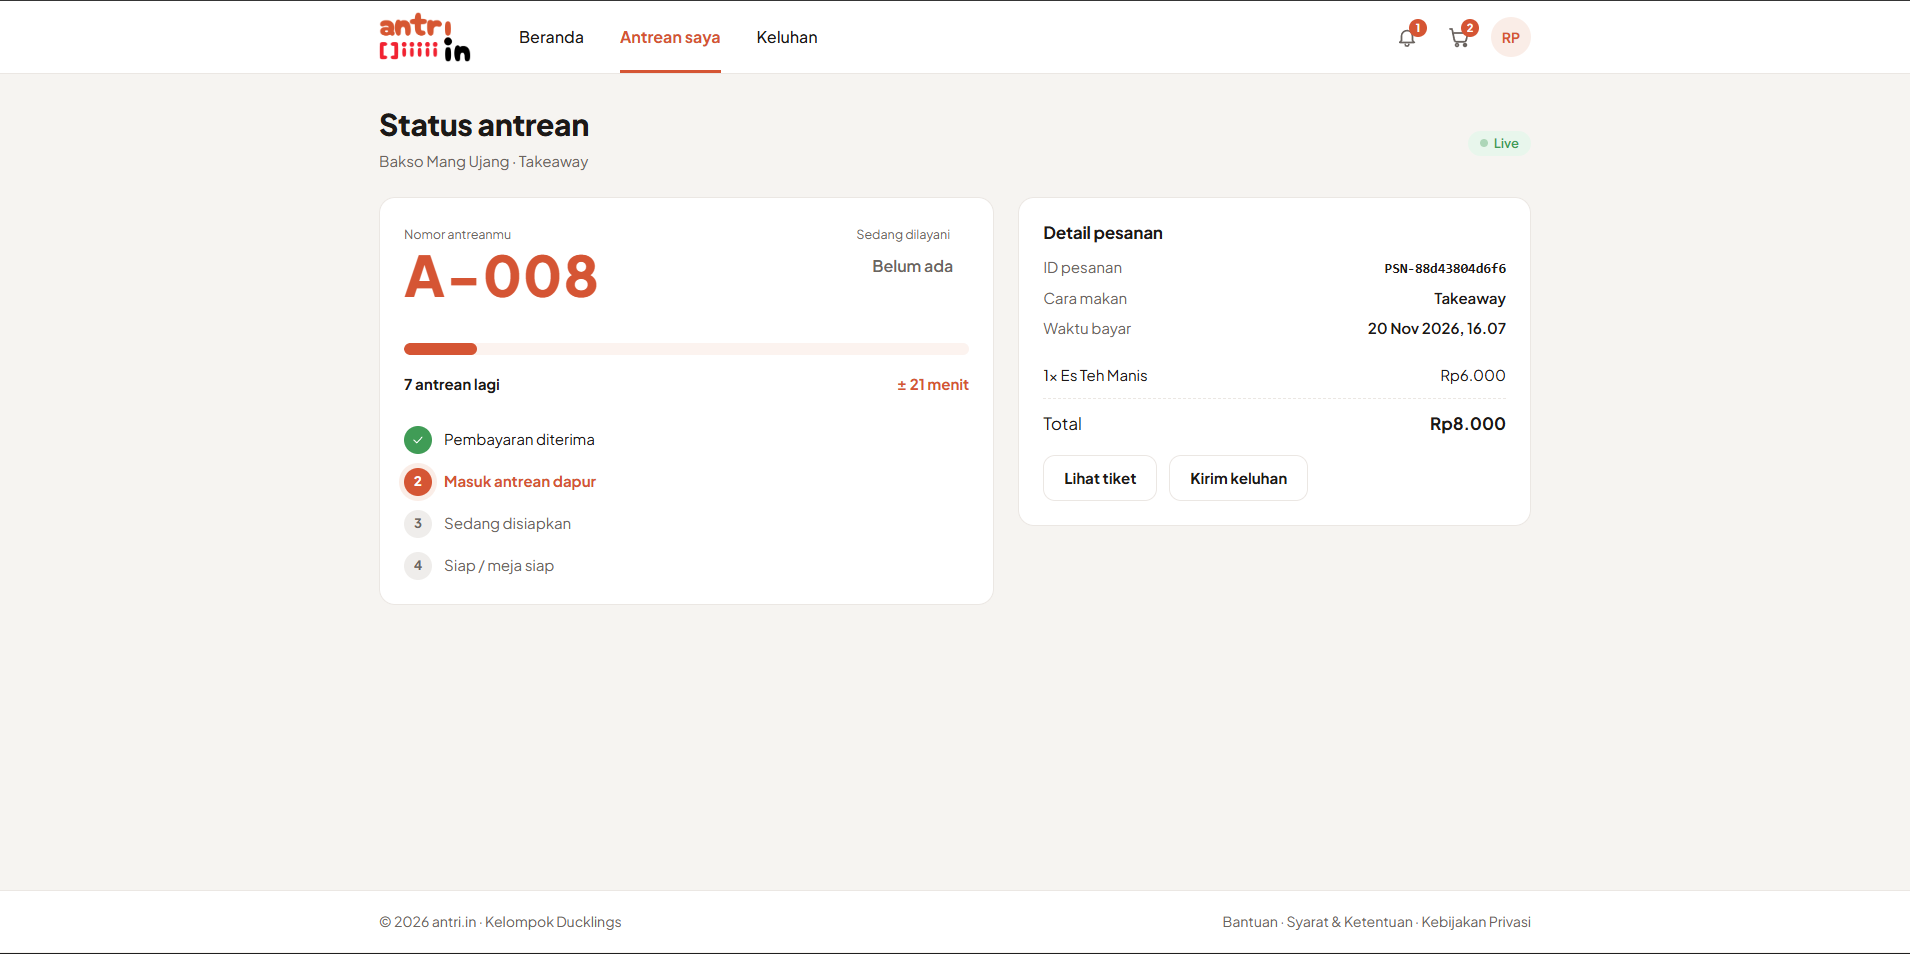 antri
in
Beranda
Antrean saya
Keluhan
1
2
RP
Status antrean
Bakso Mang Ujang · Takeaway
Live
Nomor antreanmu
A-008
Sedang dilayani
Belum ada
7 antrean lagi
± 21 menit
Pembayaran diterima
2 Masuk antrean dapur
3 Sedang disiapkan
4 Siap / meja siap
Detail pesanan
ID pesanan PSN-88d43804d6f6
Cara makan Takeaway
Waktu bayar 20 Nov 2026, 16.07
1× Es Teh Manis Rp6.000
Total Rp8.000
Lihat tiket
Kirim keluhan
© 2026 antri.in · Kelompok Ducklings
Bantuan · Syarat & Ketentuan · Kebijakan Privasi